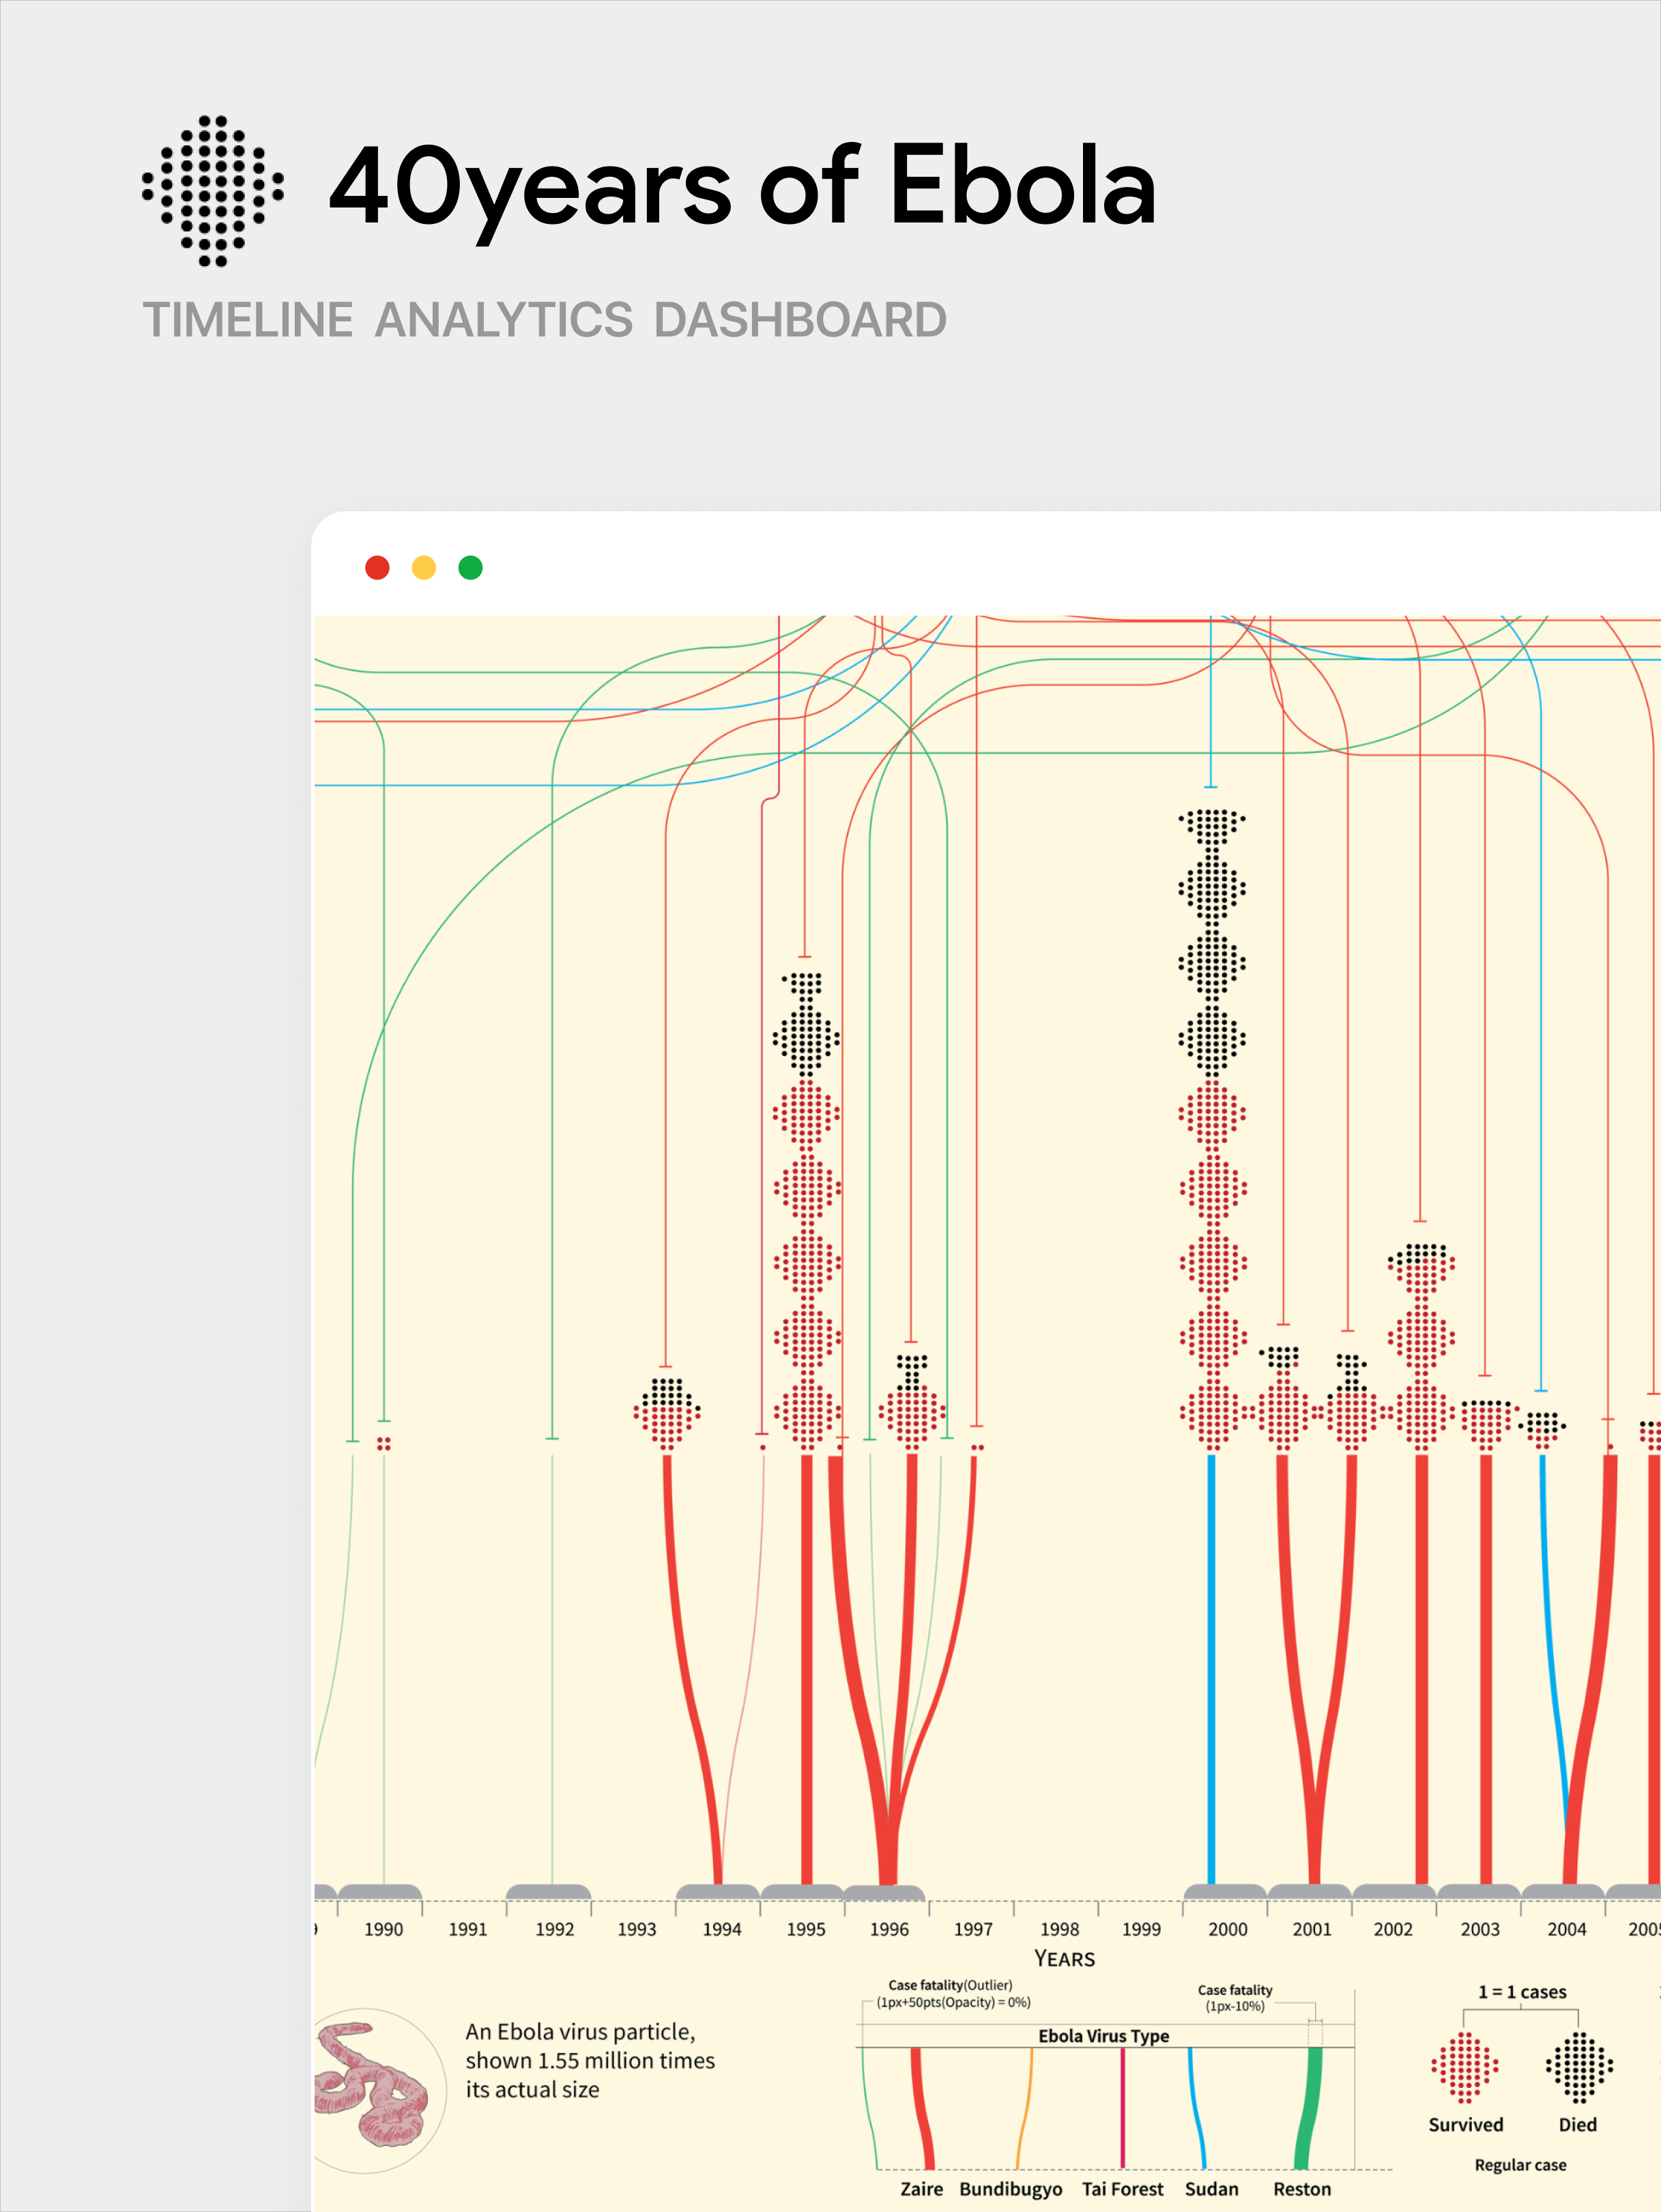 40years of Ebola
TIMELINE ANALYTICS DASHBOARD
1990 1991 1992 1993 1994 1995 1996 1997 1998 1999 2000 2001 2002 2003 2004 2005
YEARS
An Ebola virus particle,
shown 1.55 million times
its actual size
Case fatality(Outlier)
(1px+50pts(Opacity) = 0%)
Case fatality
(1px-10%)
Ebola Virus Type
Zaire Bundibugyo Tai Forest Sudan Reston
1 = 1 cases
Survived Died
Regular case